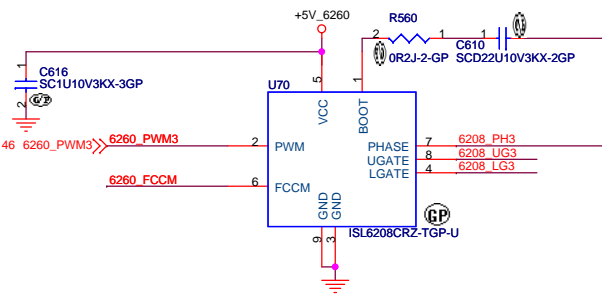 +5V_6260
R560
2
1
0R2J-2-GP
1
2
C610
SCD22U10V3KX-2GP
1
C616
SC1U10V3KX-3GP
2
G/P
5
1
U70
VCC
BOOT
46 6260_PWM3
6260_PWM3
2
PWM
PHASE
7
6208_PH3
UGATE
8
6208_UG3
LGATE
4
6208_LG3
6260_FCCM
6
FCCM
GND
GND
GP
ISL6208CRZ-TGP-U
9
3